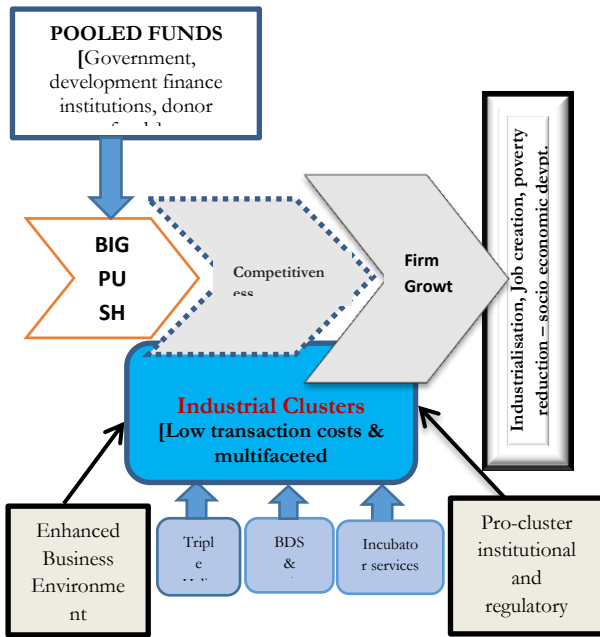 POOLED FUNDS
[Government,
development finance
institutions, donor
BIG
PU
SH
Competitiven
ess
Firm
Growt
Industrialisation, Job creation, poverty
reduction – socio economic devpt.
Industrial Clusters
[Low transaction costs &
multifaceted
Enhanced
Business
Environme
nt
Tripl
e
BDS
&
Incubato
r services
Pro-cluster
institutional
and
regulatory